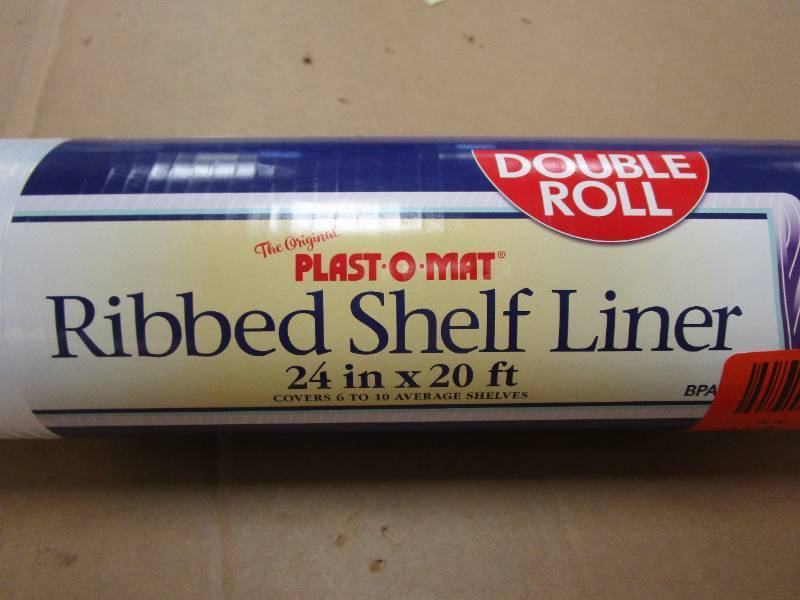 DOUBLE
ROLL
The Original
PLAST·O·MAT®
Ribbed Shelf Liner
24 in x 20 ft
COVERS 6 TO 10 AVERAGE SHELVES
BPA